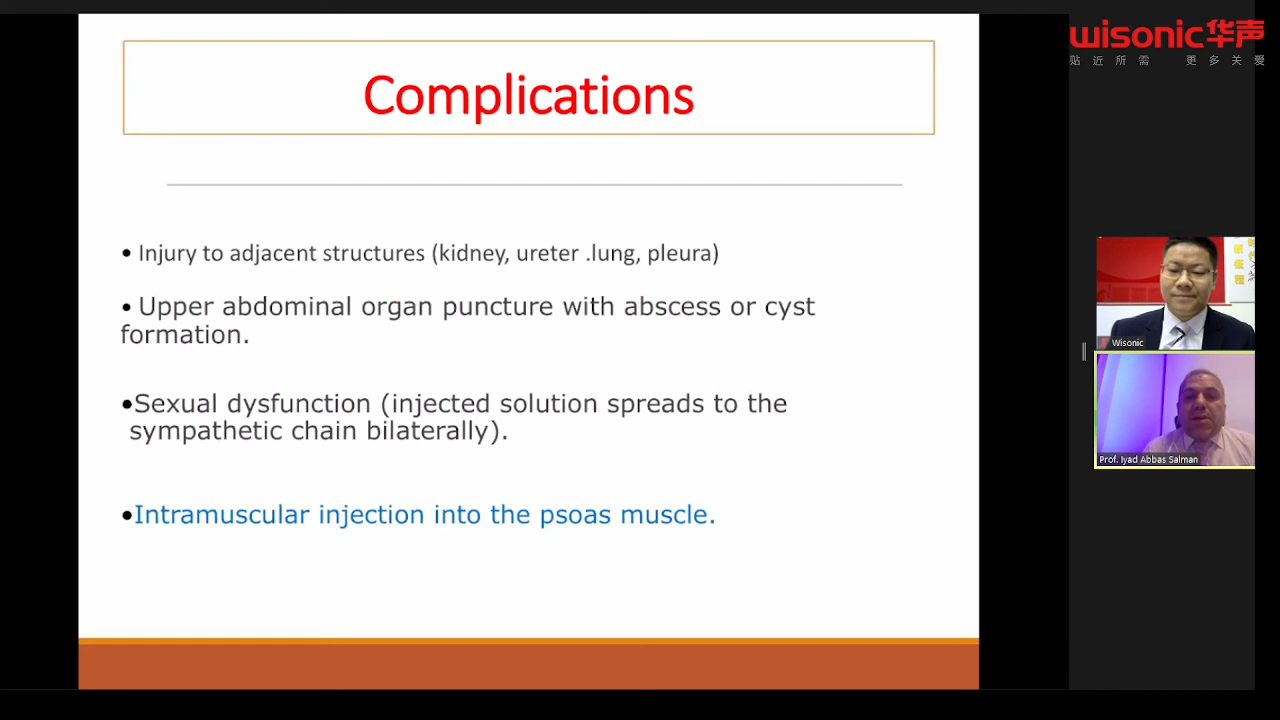 Complications
• Injury to adjacent structures (kidney, ureter .lung, pleura)
• Upper abdominal organ puncture with abscess or cyst
formation.
•Sexual dysfunction (injected solution spreads to the
sympathetic chain bilaterally).
•Intramuscular injection into the psoas muscle.
wisonic华声
贴近所需 更多关爱
Wisonic
Prof. Iyad Abbas Salman